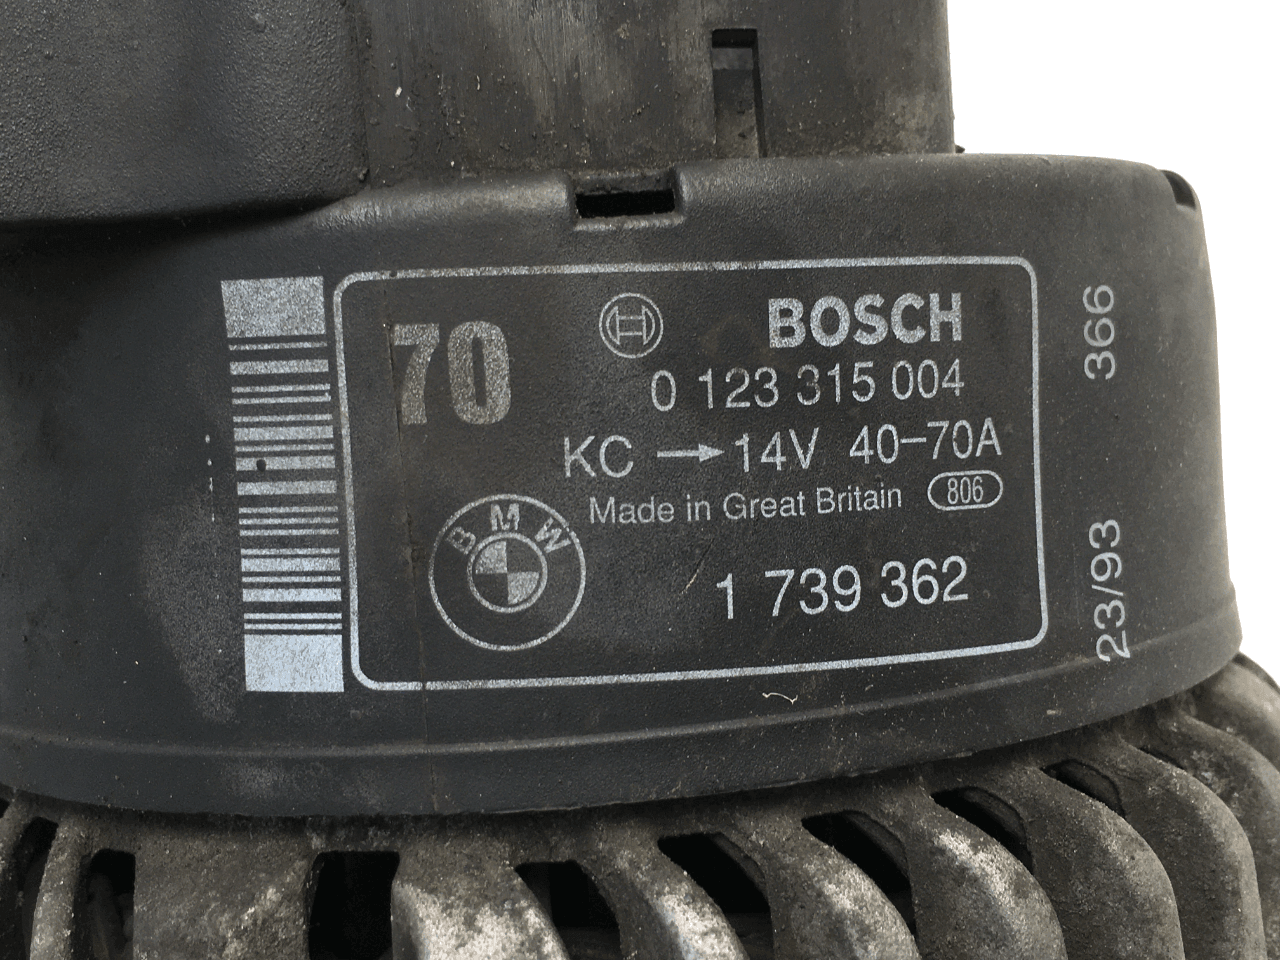 70
BOSCH
0 123 315 004
KC → 14V 40-70A
Made in Great Britain 806
BMW
1 739 362
23/93 366